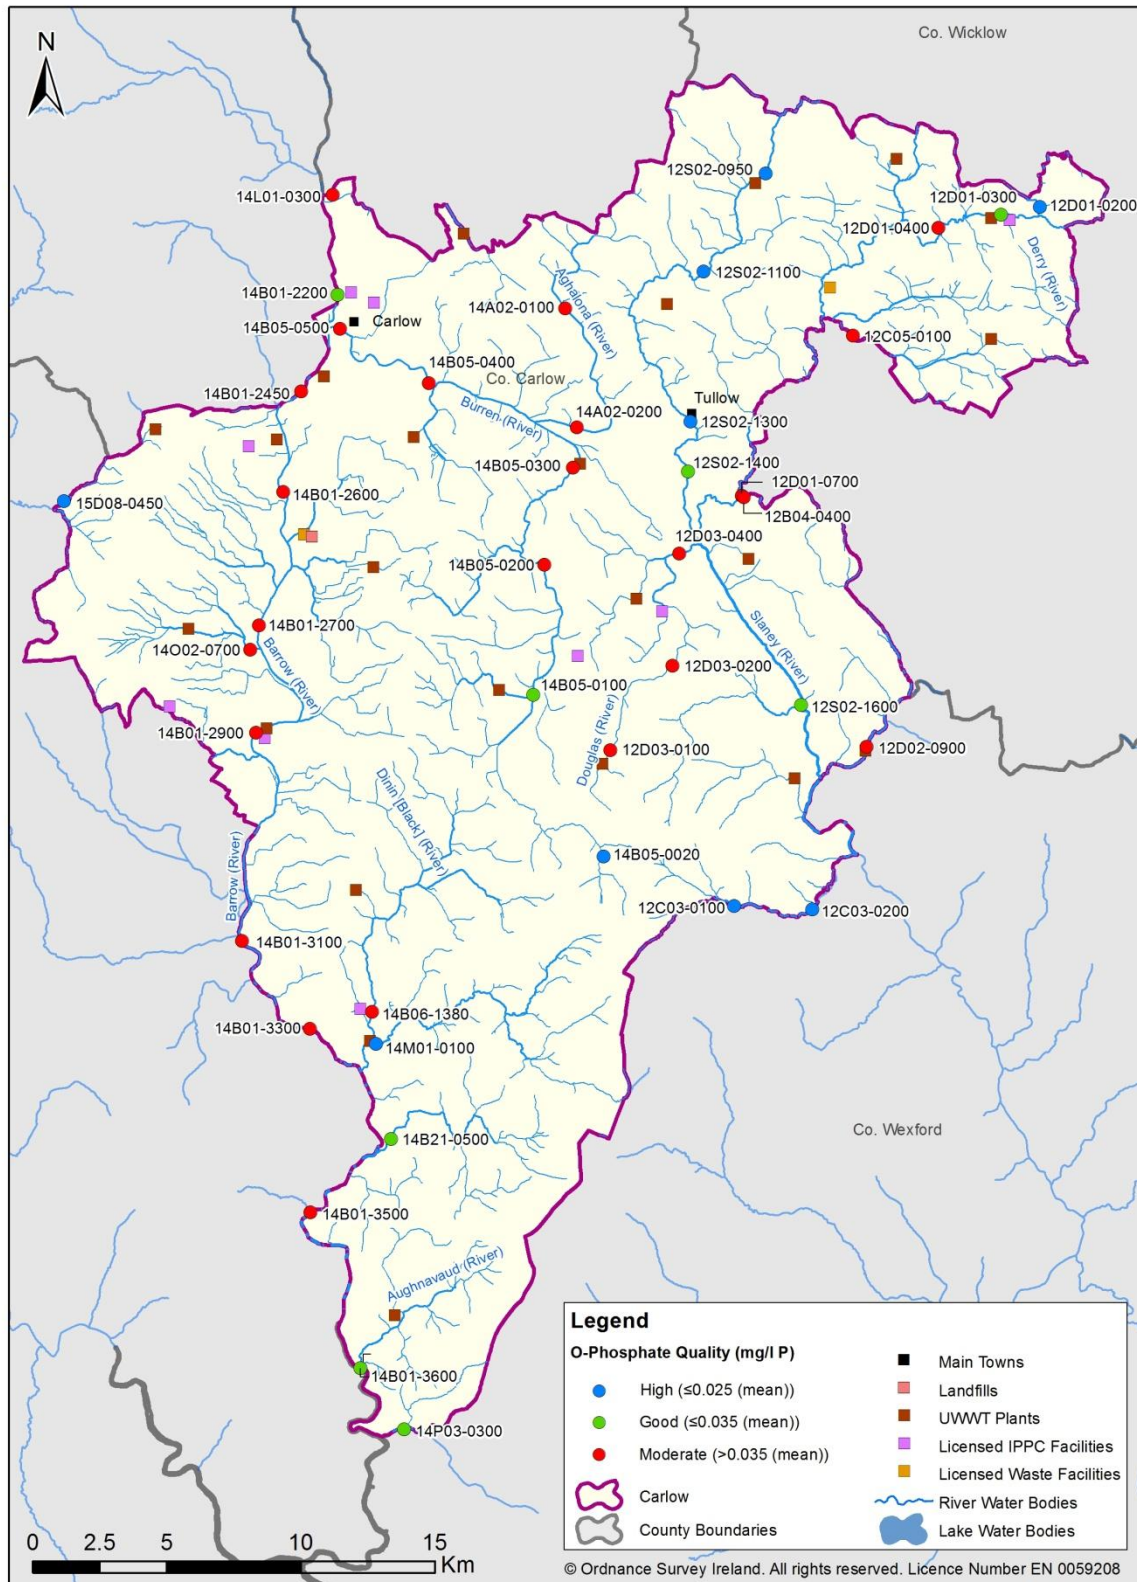 Co. Wicklow
N
12S02-0950
14L01-0300
12D01-0300
12D01-0200
12D01-0400
Derry (River)
12S02-1100
Aghalona (River)
14B01-2200
14A02-0100
14B05-0500
Carlow
12C05-0100
14B05-0400
Co. Carlow
14B01-2450
Burren (River)
Tullow
14A02-0200
12S02-1300
14B05-0300
12S02-1400
12D01-0700
14B01-2600
15D08-0450
12B04-0400
12D03-0400
14B05-0200
Slaney (River)
14B01-2700
14O02-0700
Barrow (River)
12D03-0200
14B05-0100
12S02-1600
14B01-2900
Douglas (River)
12D03-0100
12D02-0900
Dinin [Black] (River)
14B05-0020
Barrow (River)
12C03-0100
12C03-0200
14B01-3100
14B06-1380
14B01-3300
14M01-0100
14B21-0500
Co. Wexford
14B01-3500
Aughnavaud (River)
14B01-3600
14P03-0300
Legend
O-Phosphate Quality (mg/l P)
High (≤0.025 (mean))
Good (≤0.035 (mean))
Moderate (>0.035 (mean))
Carlow
County Boundaries
Main Towns
Landfills
UWWT Plants
Licensed IPPC Facilities
Licensed Waste Facilities
River Water Bodies
Lake Water Bodies
0 2.5 5 10 15
Km
© Ordnance Survey Ireland. All rights reserved. Licence Number EN 0059208